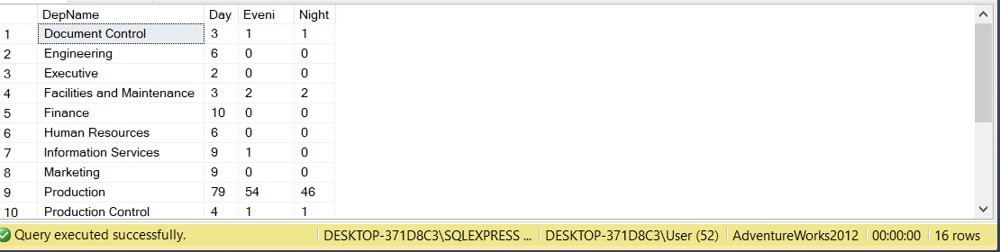 DepName Day Eveni Night
1 Document Control 3 1 1
2 Engineering 6 0 0
3 Executive 2 0 0
4 Facilities and Maintenance 3 2 2
5 Finance 10 0 0
6 Human Resources 6 0 0
7 Information Services 9 1 0
8 Marketing 9 0 0
9 Production 79 54 46
10 Production Control 4 1 1
Query executed successfully. DESKTOP-371D8C3\SQLEXPRESS ... DESKTOP-371D8C3\User (52) AdventureWorks2012 00:00:00 16 rows